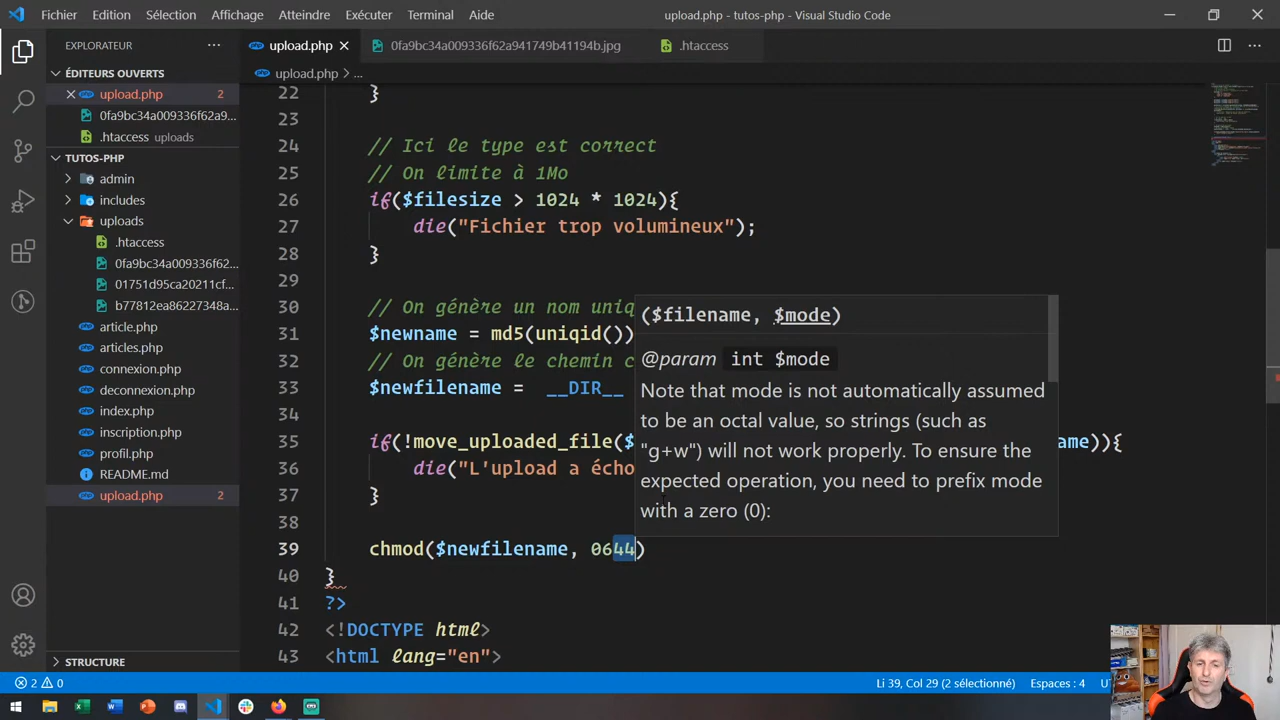 Fichier Edition Sélection Affichage Atteindre Exécuter Terminal Aide
upload.php - tutos-php - Visual Studio Code
EXPLORATEUR
upload.php
0fa9bc34a009336f62a941749b41194b.jpg
.htaccess
ÉDITEURS OUVERTS
upload.php 2
0fa9bc34a009336f62a9...
.htaccess uploads
TUTOS-PHP
admin
includes
uploads
.htaccess
0fa9bc34a009336f62...
01751d95ca20211cf...
b77812ea86227348a...
article.php
articles.php
connexion.php
deconnexion.php
index.php
inscription.php
profil.php
README.md
upload.php 2
STRUCTURE
upload.php > ...
22 }
23
24 // Ici le type est correct
25 // On limite à 1Mo
26 if($filesize > 1024 * 1024){
27 die("Fichier trop volumineux");
28 }
29
30 // On génère un nom uniq
31 $newname = md5(uniqid())
32 // On génère le chemin c
33 $newfilename = __DIR__
34
35 if(!move_uploaded_file($ ame)){
36 die("L'upload a écho
37 }
38
39 chmod($newfilename, 0644)
40 }
41 ?>
42 <!DOCTYPE html>
43 <html lang="en">
($filename, $mode)
@param int $mode
Note that mode is not automatically assumed
to be an octal value, so strings (such as
"g+w") will not work properly. To ensure the
expected operation, you need to prefix mode
with a zero (0):
2 0
Li 39, Col 29 (2 sélectionné)
Espaces : 4